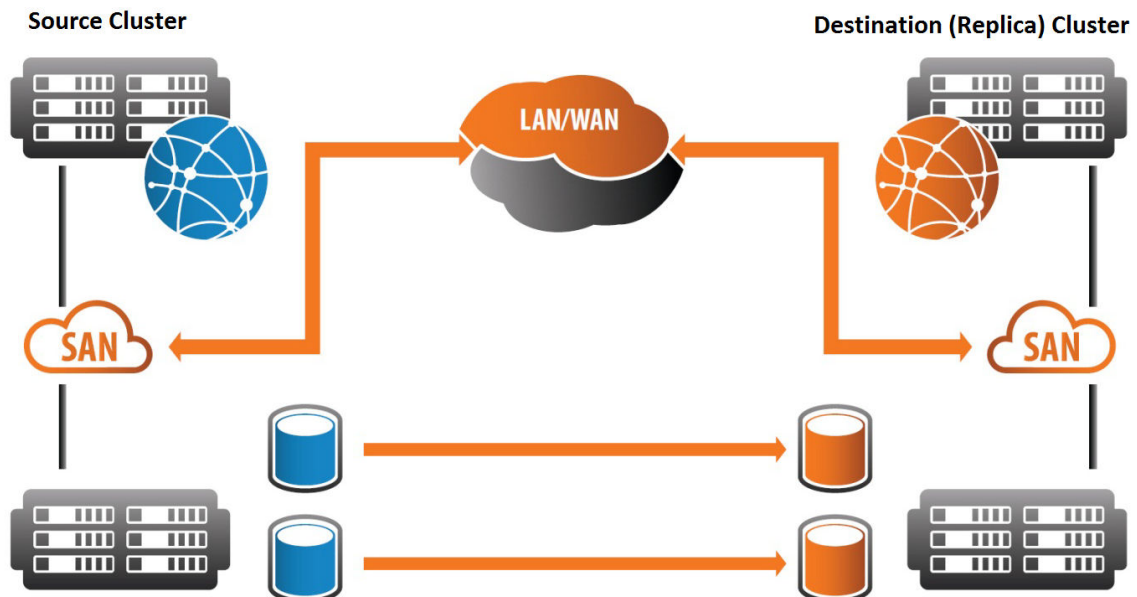 Source Cluster
Destination (Replica) Cluster
LAN/WAN
SAN
SAN